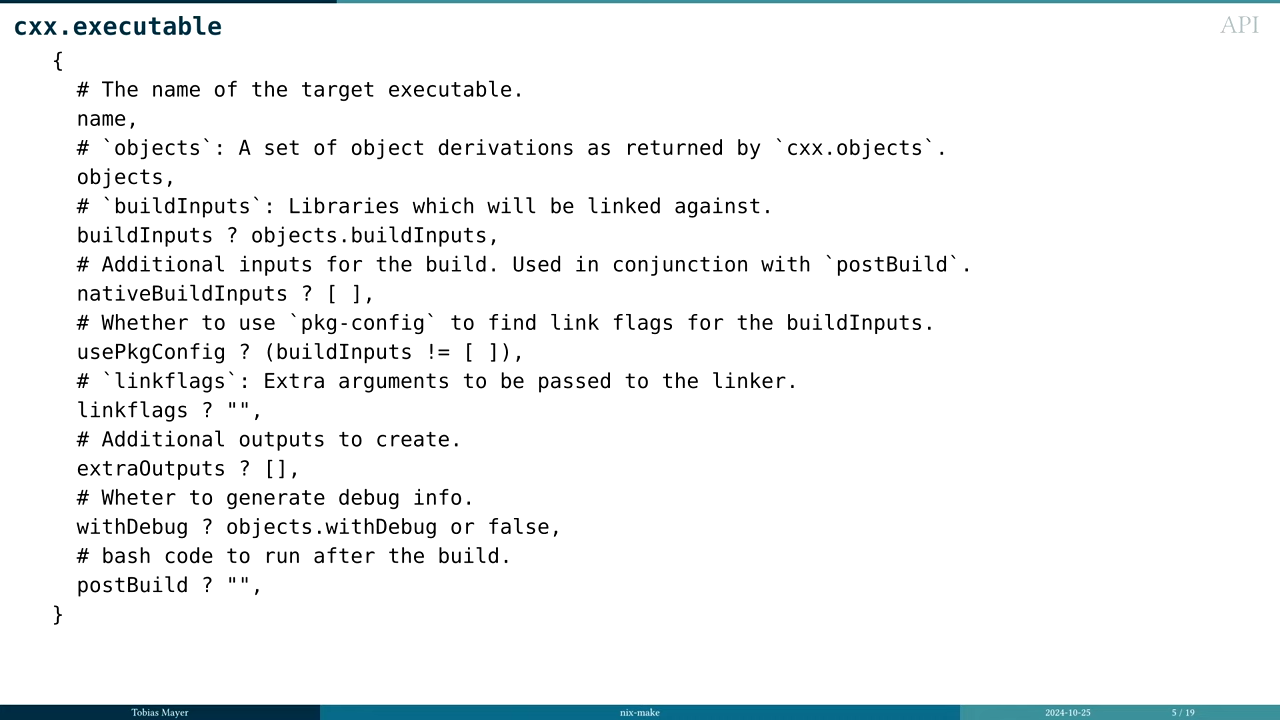 cxx.executable
API
{
# The name of the target executable.
name,
# `objects`: A set of object derivations as returned by `cxx.objects`.
objects,
# `buildInputs`: Libraries which will be linked against.
buildInputs ? objects.buildInputs,
# Additional inputs for the build. Used in conjunction with `postBuild`.
nativeBuildInputs ? [ ],
# Whether to use `pkg-config` to find link flags for the buildInputs.
usePkgConfig ? (buildInputs != [ ]),
# `linkflags`: Extra arguments to be passed to the linker.
linkflags ? "",
# Additional outputs to create.
extraOutputs ? [],
# Wheter to generate debug info.
withDebug ? objects.withDebug or false,
# bash code to run after the build.
postBuild ? "",
}
Tobias Mayer
nix-make
2024-10-25
5 / 19